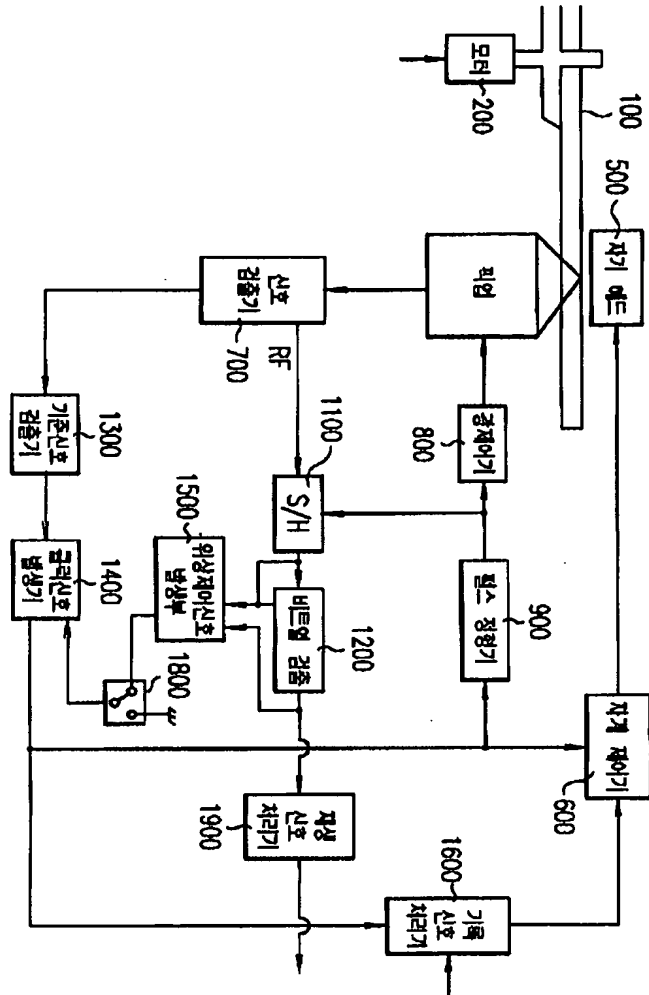 모터
200
100
500
자기 헤드
픽업
신호
검출기
700
RF
광제어기
800
1100
S/H
1300
기준신호
검출기
1500
위상제어신호
발생부
비트열 검출
1200
펄스 정형기
900
클럭신호
발생기
1400
1800
자계 제어기
600
재생
신호
처리기
1900
1600
기록
신호
처리기